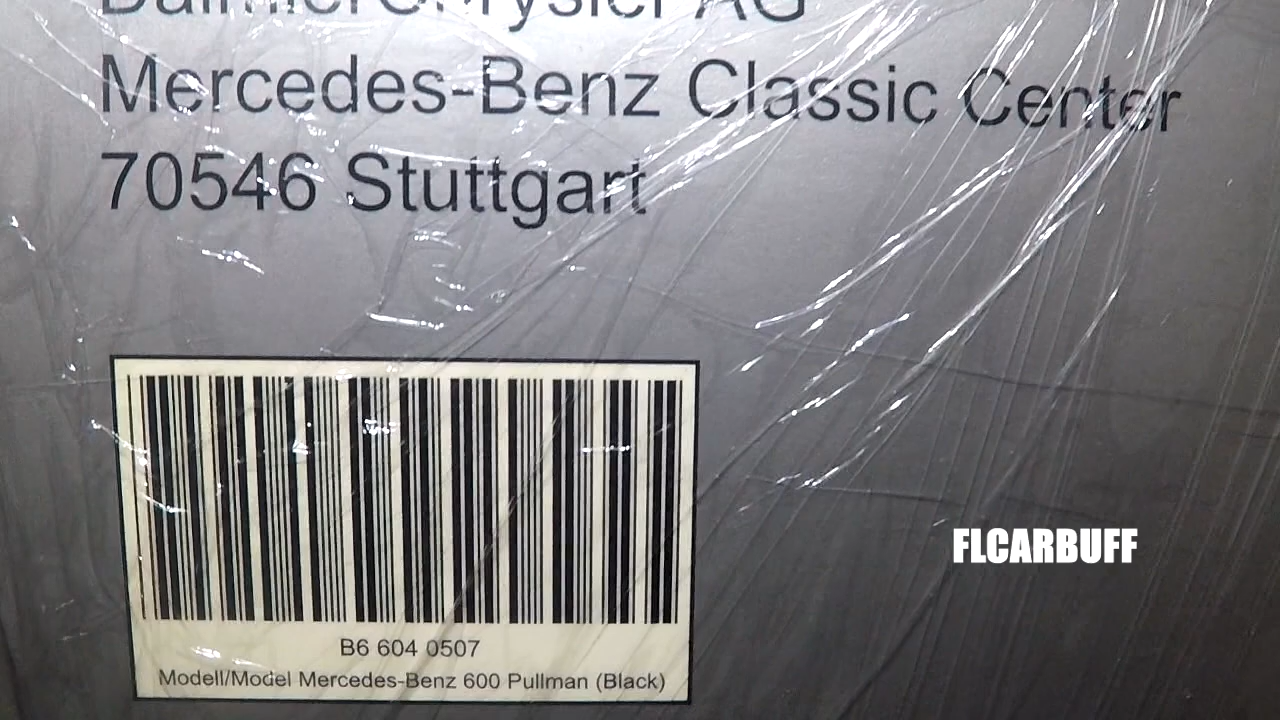 DaimlerChrysler AG
Mercedes-Benz Classic Center
70546 Stuttgart
FLCARBUFF
B6 604 0507
Modell/Model Mercedes-Benz 600 Pullman (Black)